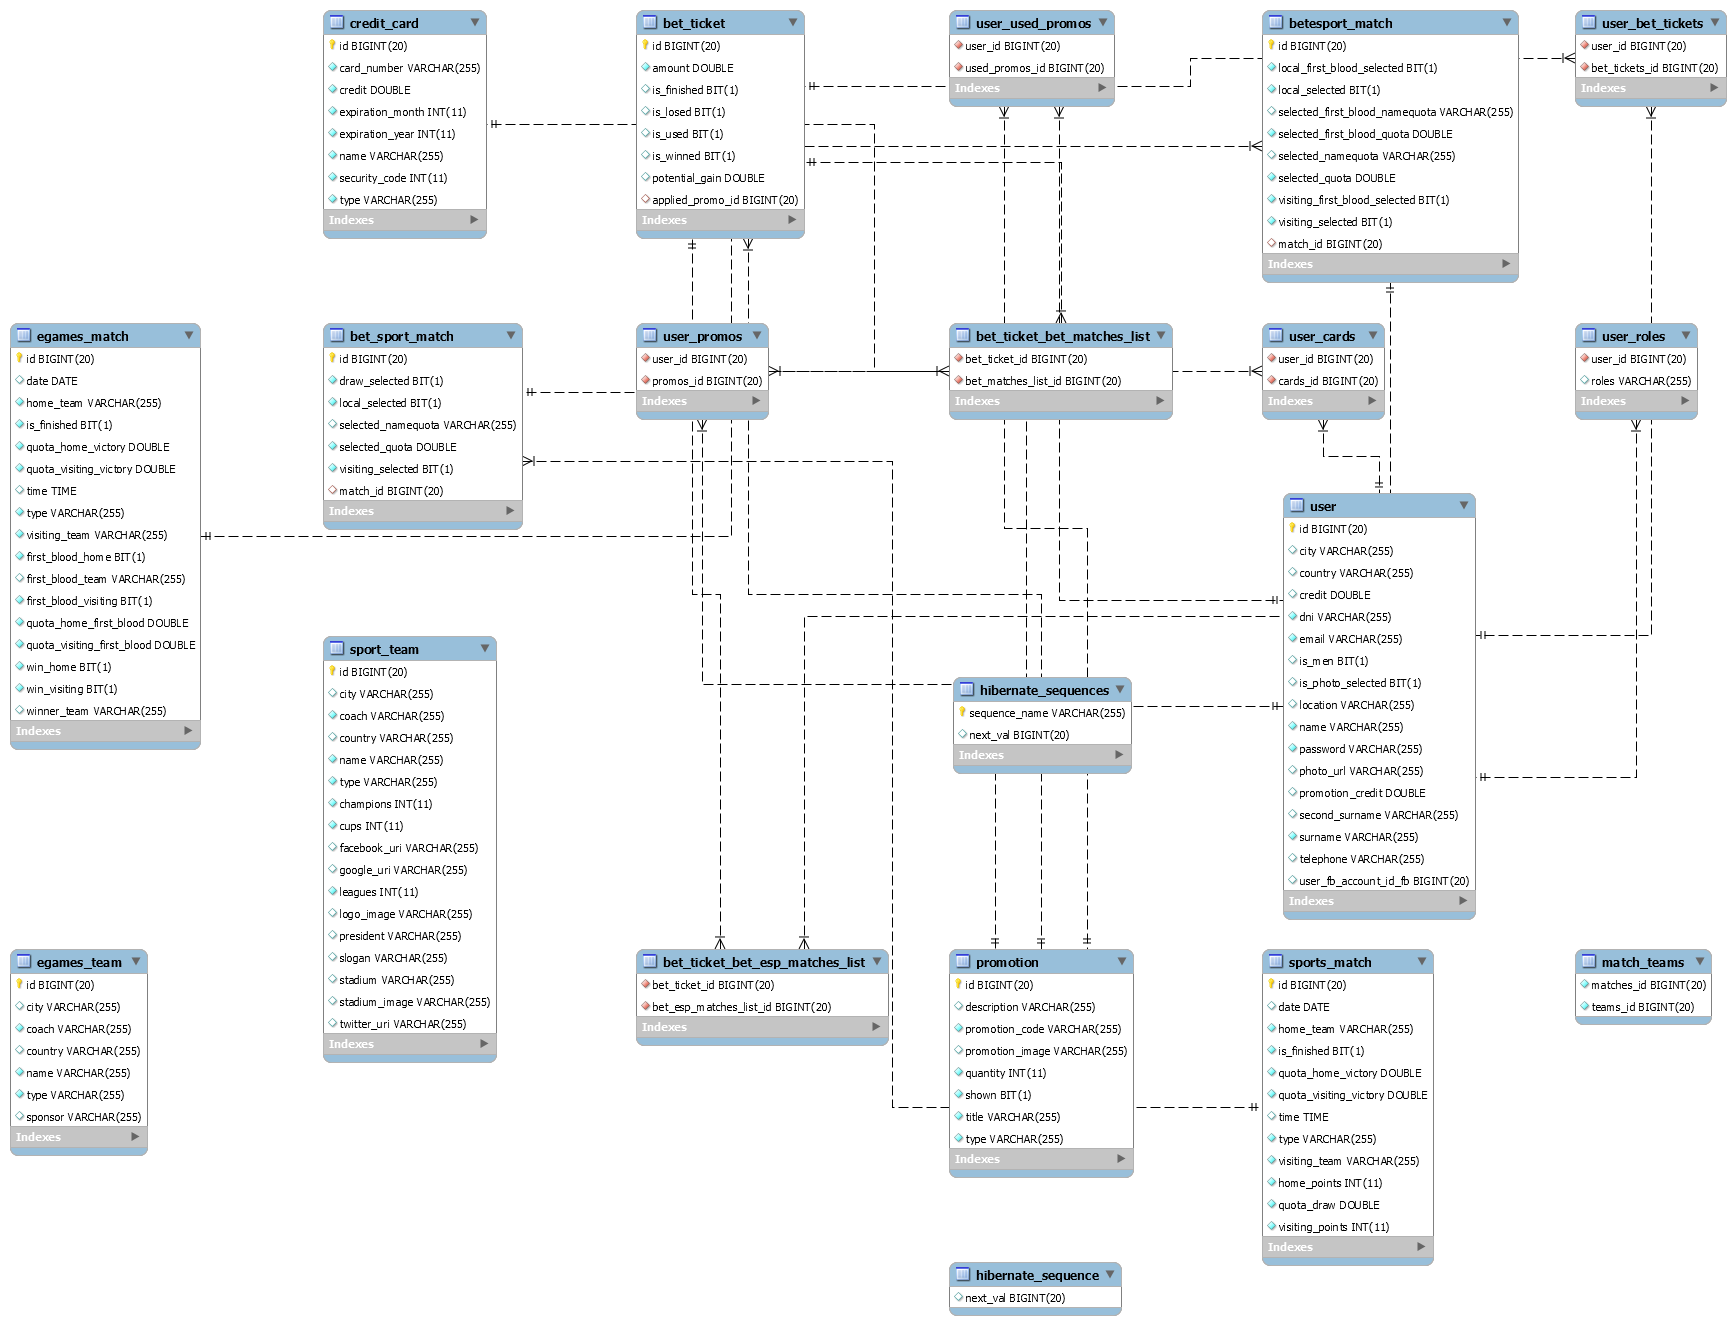 credit_card
id BIGINT(20)
card_number VARCHAR(255)
credit DOUBLE
expiration_month INT(11)
expiration_year INT(11)
name VARCHAR(255)
security_code INT(11)
type VARCHAR(255)
Indexes
bet_ticket
id BIGINT(20)
amount DOUBLE
is_finished BIT(1)
is_losed BIT(1)
is_used BIT(1)
is_winned BIT(1)
potential_gain DOUBLE
applied_promo_id BIGINT(20)
Indexes
user_used_promos
user_id BIGINT(20)
used_promos_id BIGINT(20)
Indexes
betesport_match
id BIGINT(20)
local_first_blood_selected BIT(1)
local_selected BIT(1)
selected_first_blood_namequota VARCHAR(255)
selected_first_blood_quota DOUBLE
selected_namequota VARCHAR(255)
selected_quota DOUBLE
visiting_first_blood_selected BIT(1)
visiting_selected BIT(1)
match_id BIGINT(20)
Indexes
user_bet_tickets
user_id BIGINT(20)
bet_tickets_id BIGINT(20)
Indexes
egames_match
id BIGINT(20)
date DATE
home_team VARCHAR(255)
is_finished BIT(1)
quota_home_victory DOUBLE
quota_visiting_victory DOUBLE
time TIME
type VARCHAR(255)
visiting_team VARCHAR(255)
first_blood_home BIT(1)
first_blood_team VARCHAR(255)
first_blood_visiting BIT(1)
quota_home_first_blood DOUBLE
quota_visiting_first_blood DOUBLE
win_home BIT(1)
win_visiting BIT(1)
winner_team VARCHAR(255)
Indexes
bet_sport_match
id BIGINT(20)
draw_selected BIT(1)
local_selected BIT(1)
selected_namequota VARCHAR(255)
selected_quota DOUBLE
visiting_selected BIT(1)
match_id BIGINT(20)
Indexes
user_promos
user_id BIGINT(20)
promos_id BIGINT(20)
Indexes
bet_ticket_bet_matches_list
bet_ticket_id BIGINT(20)
bet_matches_list_id BIGINT(20)
Indexes
user_cards
user_id BIGINT(20)
cards_id BIGINT(20)
Indexes
user_roles
user_id BIGINT(20)
roles VARCHAR(255)
Indexes
user
id BIGINT(20)
city VARCHAR(255)
country VARCHAR(255)
credit DOUBLE
dni VARCHAR(255)
email VARCHAR(255)
is_men BIT(1)
is_photo_selected BIT(1)
location VARCHAR(255)
name VARCHAR(255)
password VARCHAR(255)
photo_url VARCHAR(255)
promotion_credit DOUBLE
second_surname VARCHAR(255)
surname VARCHAR(255)
telephone VARCHAR(255)
user_fb_account_id_fb BIGINT(20)
Indexes
sport_team
id BIGINT(20)
city VARCHAR(255)
coach VARCHAR(255)
country VARCHAR(255)
name VARCHAR(255)
type VARCHAR(255)
champions INT(11)
cups INT(11)
facebook_uri VARCHAR(255)
google_uri VARCHAR(255)
leagues INT(11)
logo_image VARCHAR(255)
president VARCHAR(255)
slogan VARCHAR(255)
stadium VARCHAR(255)
stadium_image VARCHAR(255)
twitter_uri VARCHAR(255)
Indexes
hibernate_sequences
sequence_name VARCHAR(255)
next_val BIGINT(20)
Indexes
egames_team
id BIGINT(20)
city VARCHAR(255)
coach VARCHAR(255)
country VARCHAR(255)
name VARCHAR(255)
type VARCHAR(255)
sponsor VARCHAR(255)
Indexes
bet_ticket_bet_esp_matches_list
bet_ticket_id BIGINT(20)
bet_esp_matches_list_id BIGINT(20)
Indexes
promotion
id BIGINT(20)
description VARCHAR(255)
promotion_code VARCHAR(255)
promotion_image VARCHAR(255)
quantity INT(11)
shown BIT(1)
title VARCHAR(255)
type VARCHAR(255)
Indexes
sports_match
id BIGINT(20)
date DATE
home_team VARCHAR(255)
is_finished BIT(1)
quota_home_victory DOUBLE
quota_visiting_victory DOUBLE
time TIME
type VARCHAR(255)
visiting_team VARCHAR(255)
home_points INT(11)
quota_draw DOUBLE
visiting_points INT(11)
Indexes
match_teams
matches_id BIGINT(20)
teams_id BIGINT(20)
hibernate_sequence
next_val BIGINT(20)